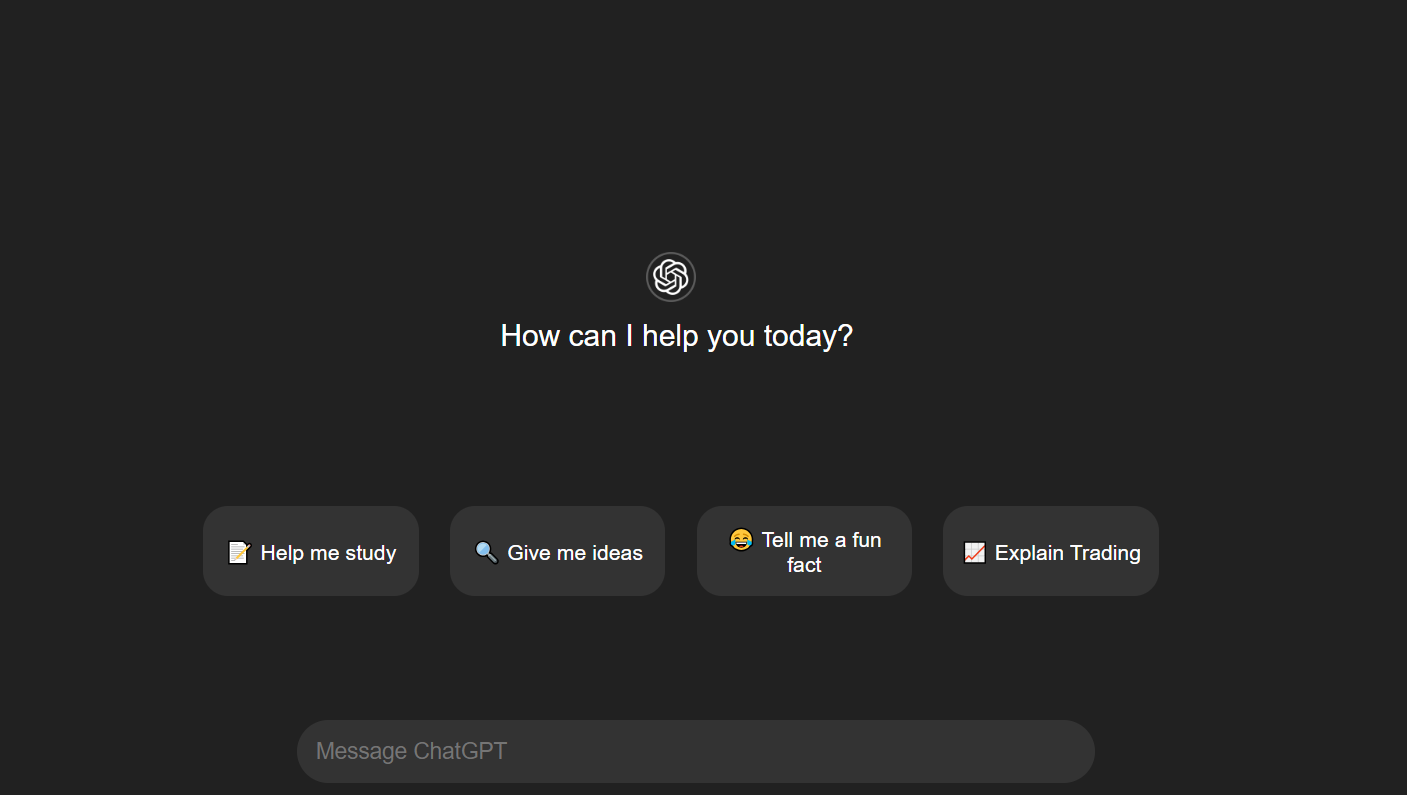 How can I help you today?
📝 Help me study
🔍 Give me ideas
😂 Tell me a fun
fact
📈 Explain Trading
Message ChatGPT